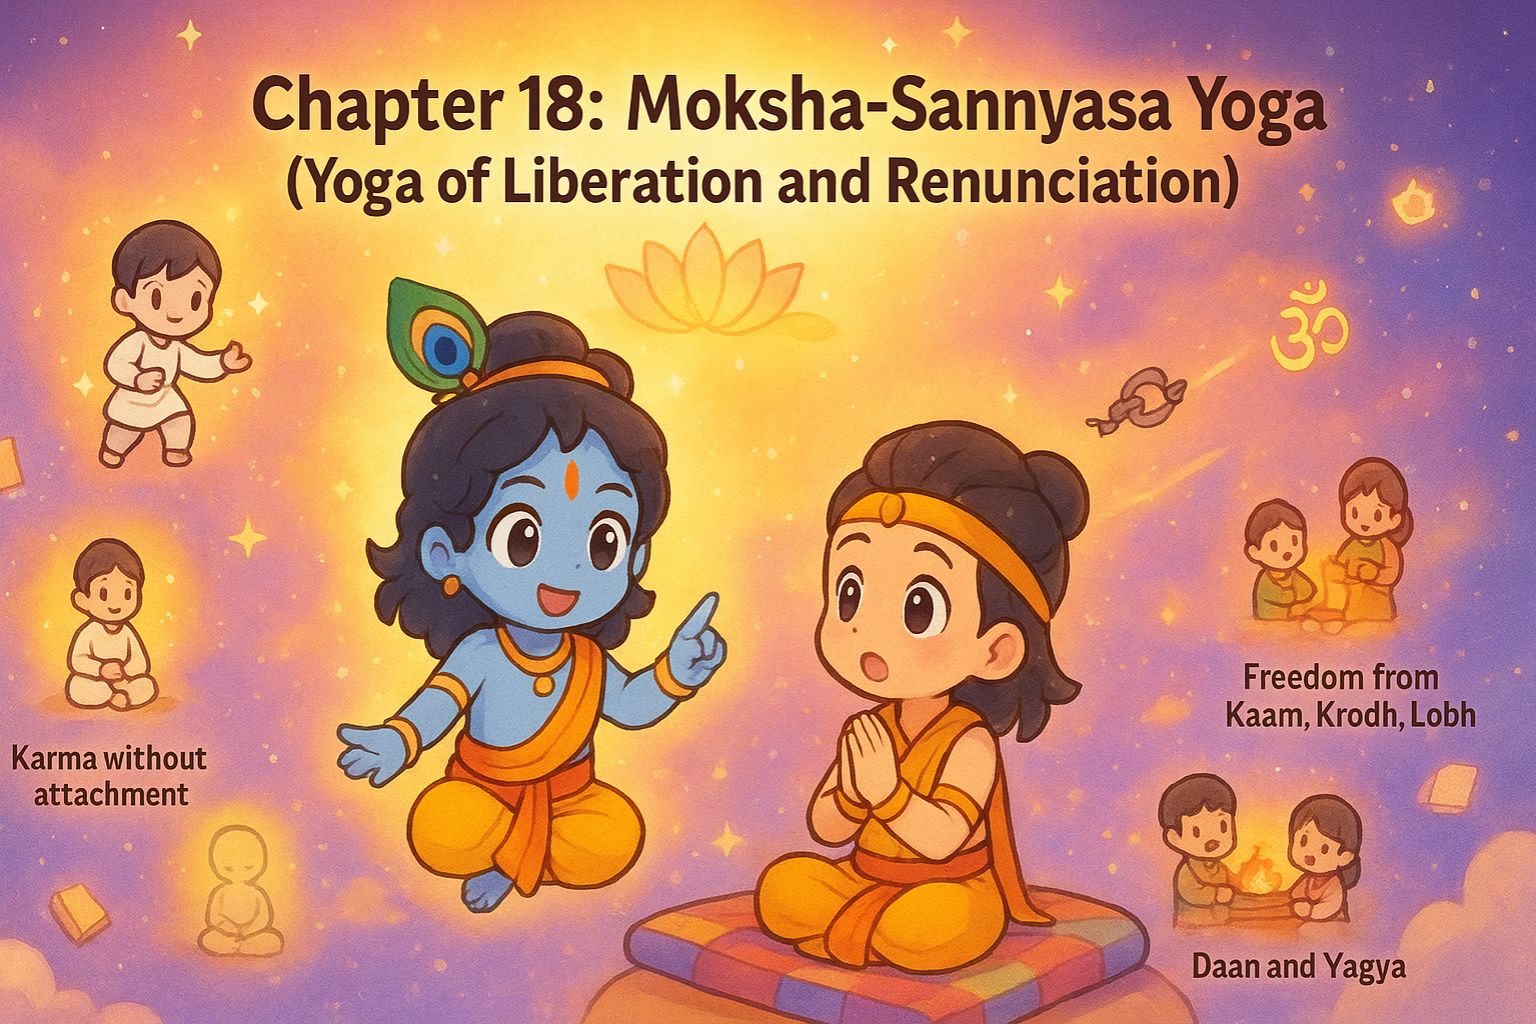 Chapter 18: Moksha-Sannyasa Yoga
(Yoga of Liberation and Renunciation)
ॐ
Freedom from
Kaam, Krodh, Lobh
Karma without
attachment
Daan and Yagya